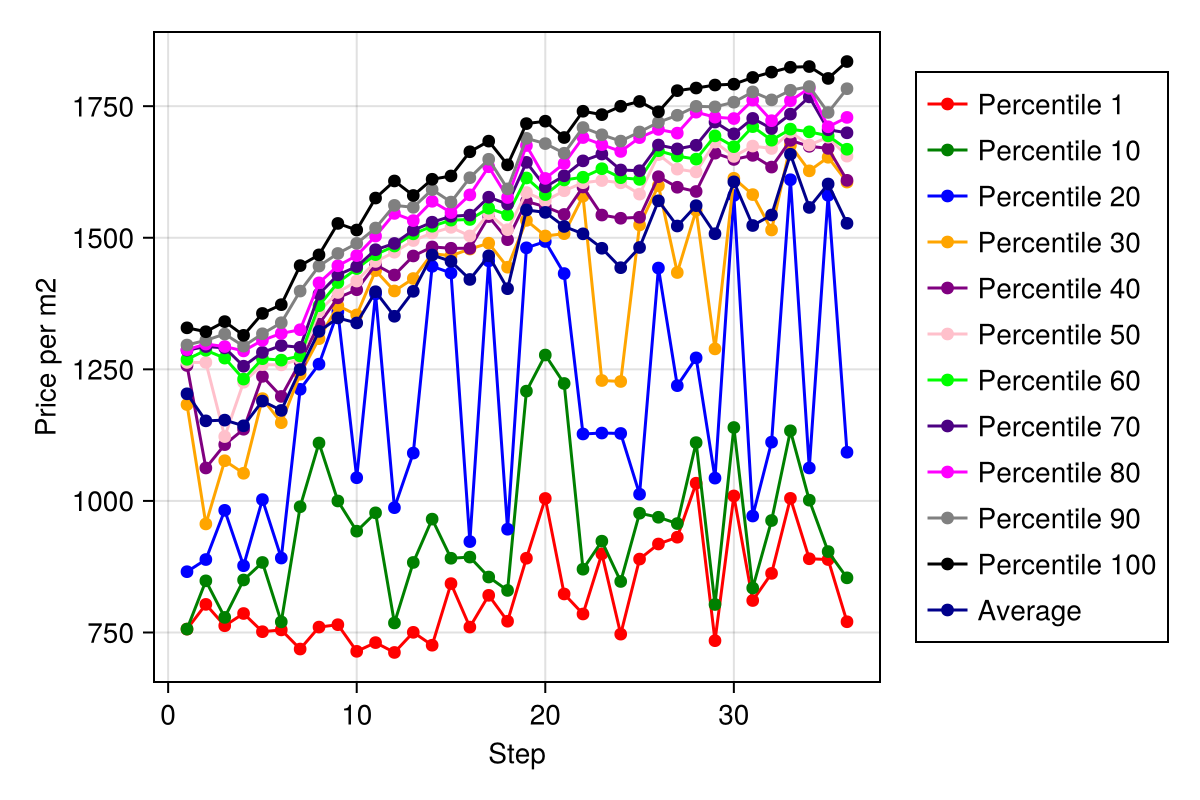 1750
1500
1250
1000
750
Price per m2
0 10 20 30
Step
Percentile 1
Percentile 10
Percentile 20
Percentile 30
Percentile 40
Percentile 50
Percentile 60
Percentile 70
Percentile 80
Percentile 90
Percentile 100
Average